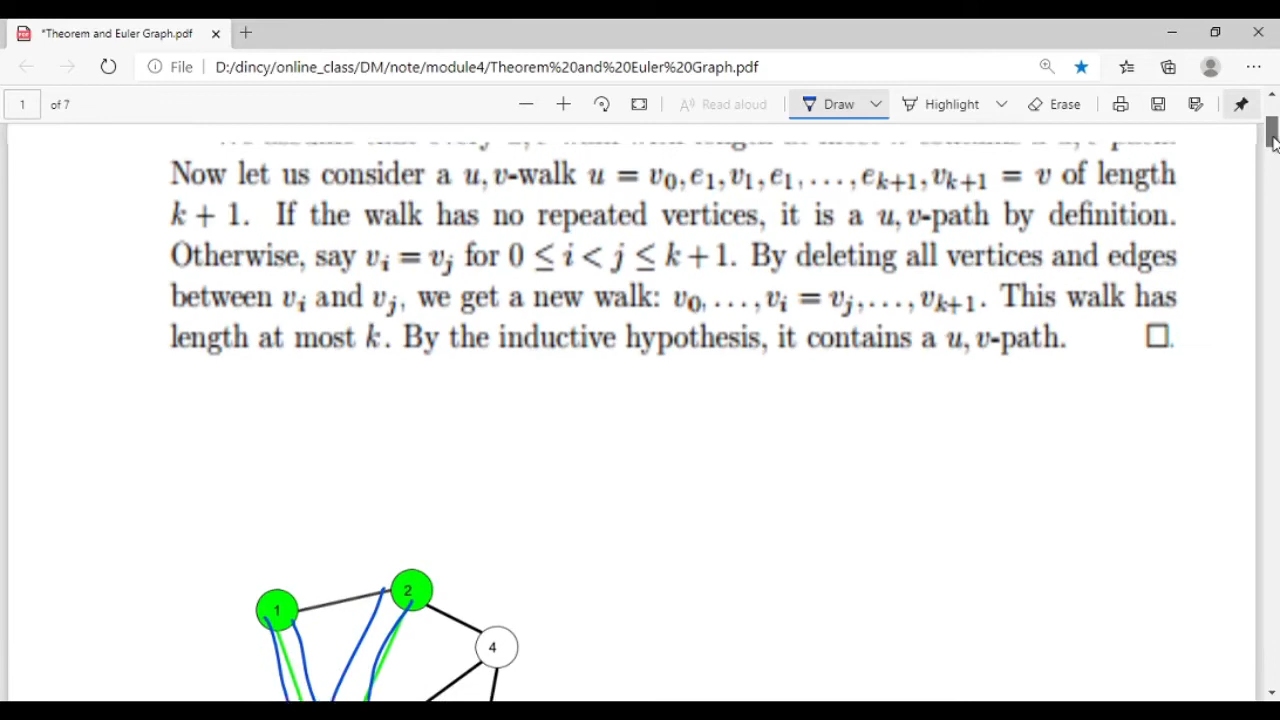 *Theorem and Euler Graph.pdf
File D:/dincy/online_class/DM/note/module4/Theorem%20and%20Euler%20Graph.pdf
1 of 7 Read aloud Draw Highlight Erase
Now let us consider a u, v-walk u = v₀, e₁, v₁, e₁, . . . , eₖ₊₁, vₖ₊₁ = v of length
k + 1. If the walk has no repeated vertices, it is a u, v-path by definition.
Otherwise, say vᵢ = vⱼ for 0 ≤ i < j ≤ k + 1. By deleting all vertices and edges
between vᵢ and vⱼ, we get a new walk: v₀, . . . , vᵢ = vⱼ, . . . , vₖ₊₁. This walk has
length at most k. By the inductive hypothesis, it contains a u, v-path. □.
2
1
4